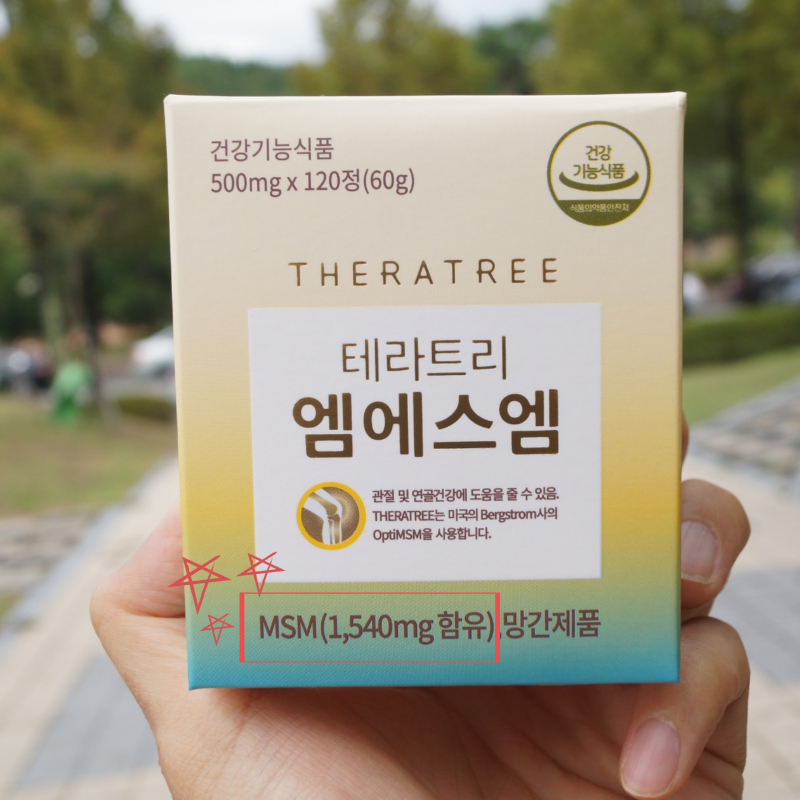 건강기능식품
500mg x 120정(60g)
건강
기능식품
식품의약품안전처
THERATREE
테라트리
엠에스엠
관절 및 연골건강에 도움을 줄 수 있음.
THERATREE는 미국의 Bergstrom사의
OptiMSM을 사용합니다.
MSM(1,540mg 함유),망간제품